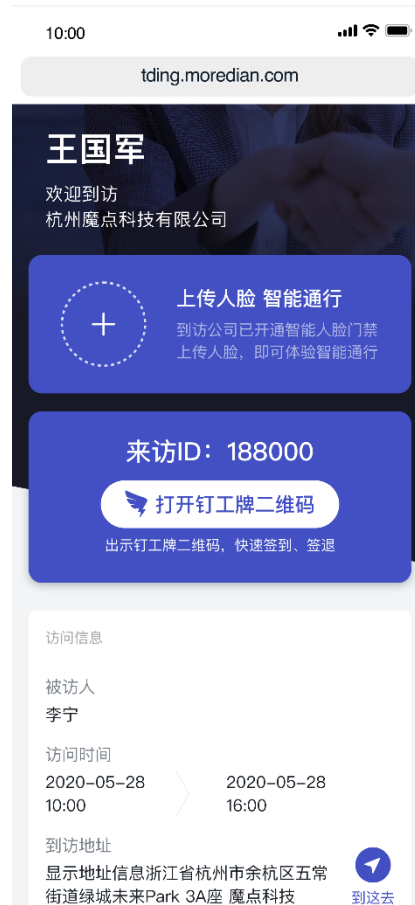 10:00
tding.moredian.com
王国军
欢迎到访
杭州魔点科技有限公司
上传人脸 智能通行
到访公司已开通智能人脸门禁
上传人脸，即可体验智能通行
来访ID：188000
打开钉工牌二维码
出示钉工牌二维码，快速签到、签退
访问信息
被访人
李宁
访问时间
2020-05-28
10:00
2020-05-28
16:00
到访地址
显示地址信息浙江省杭州市余杭区五常
街道绿城未来Park 3A座 魔点科技
到这去